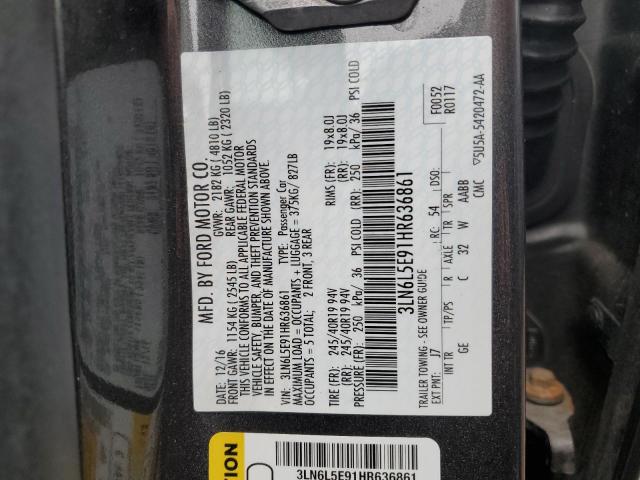 MFD. BY FORD MOTOR CO.
DATE: 12/16 GVWR: 2182 KG ( 4810 LB)
FRONT GAWR: 1154 KG ( 2545 LB) REAR GAWR: 1052 KG ( 2320 LB)
THIS VEHICLE CONFORMS TO ALL APPLICABLE FEDERAL MOTOR
VEHICLE SAFETY, BUMPER, AND THEFT PREVENTION STANDARDS
IN EFFECT ON THE DATE OF MANUFACTURE SHOWN ABOVE.
VIN: 3LN6L5E91HR636861 TYPE: Passenger Car
MAXIMUM LOAD = OCCUPANTS + LUGGAGE = 375KG/ 827LB
OCCUPANTS = 5 TOTAL; 2 FRONT, 3 REAR
TIRE (FR): 245/40R19 94V RIMS (FR): 19x8.0J
(RR): 245/40R19 94V (RR): 19x8.0J
PRESSURE (FR): 250 kPa/ 36 PSI COLD (RR): 250 kPa/ 36 PSI COLD
3LN6L5E91HR636861
TRAILER TOWING - SEE OWNER GUIDE
F0052
R0117
EXT PNT: J7 RC: 54 DSO:
INT TR TP/PS R AXLE TR SPR
GE C 32 W AABB
CMC ▽5U5A-5420472-AA
3LN6L5E91HR636861